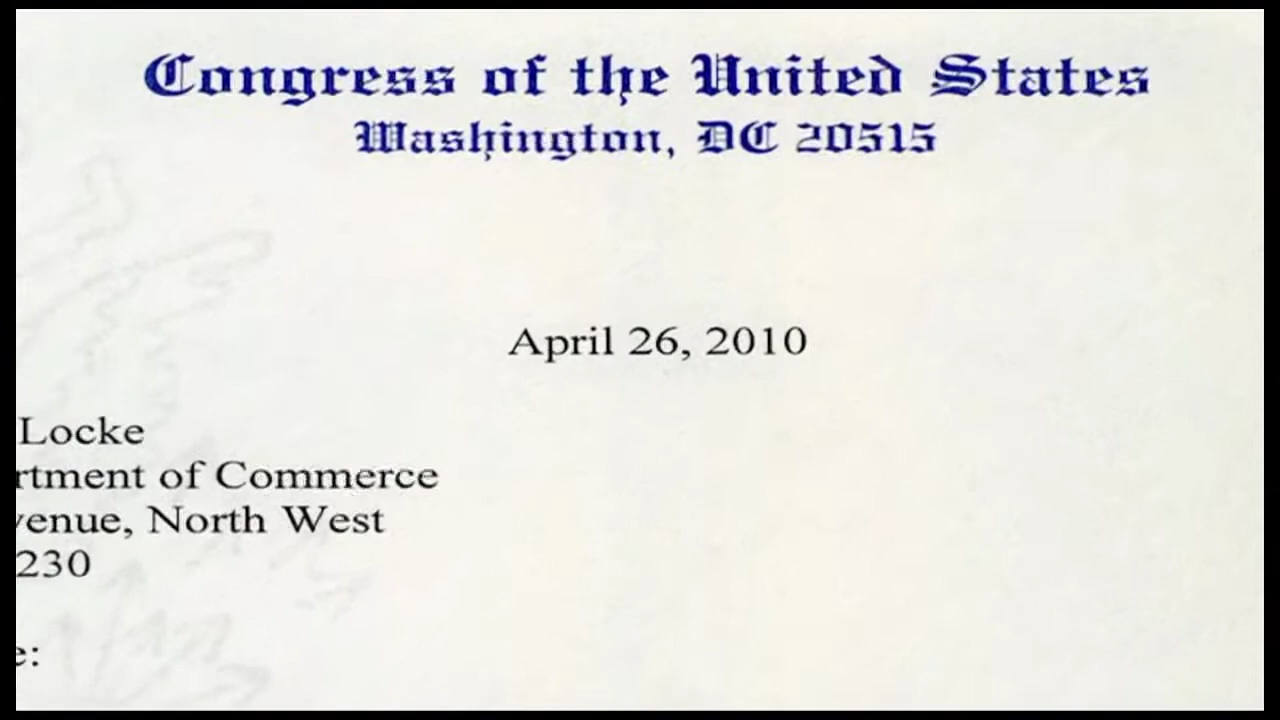 Congress of the United States
Washington, DC 20515
April 26, 2010
Locke
rtment of Commerce
venue, North West
230
e: